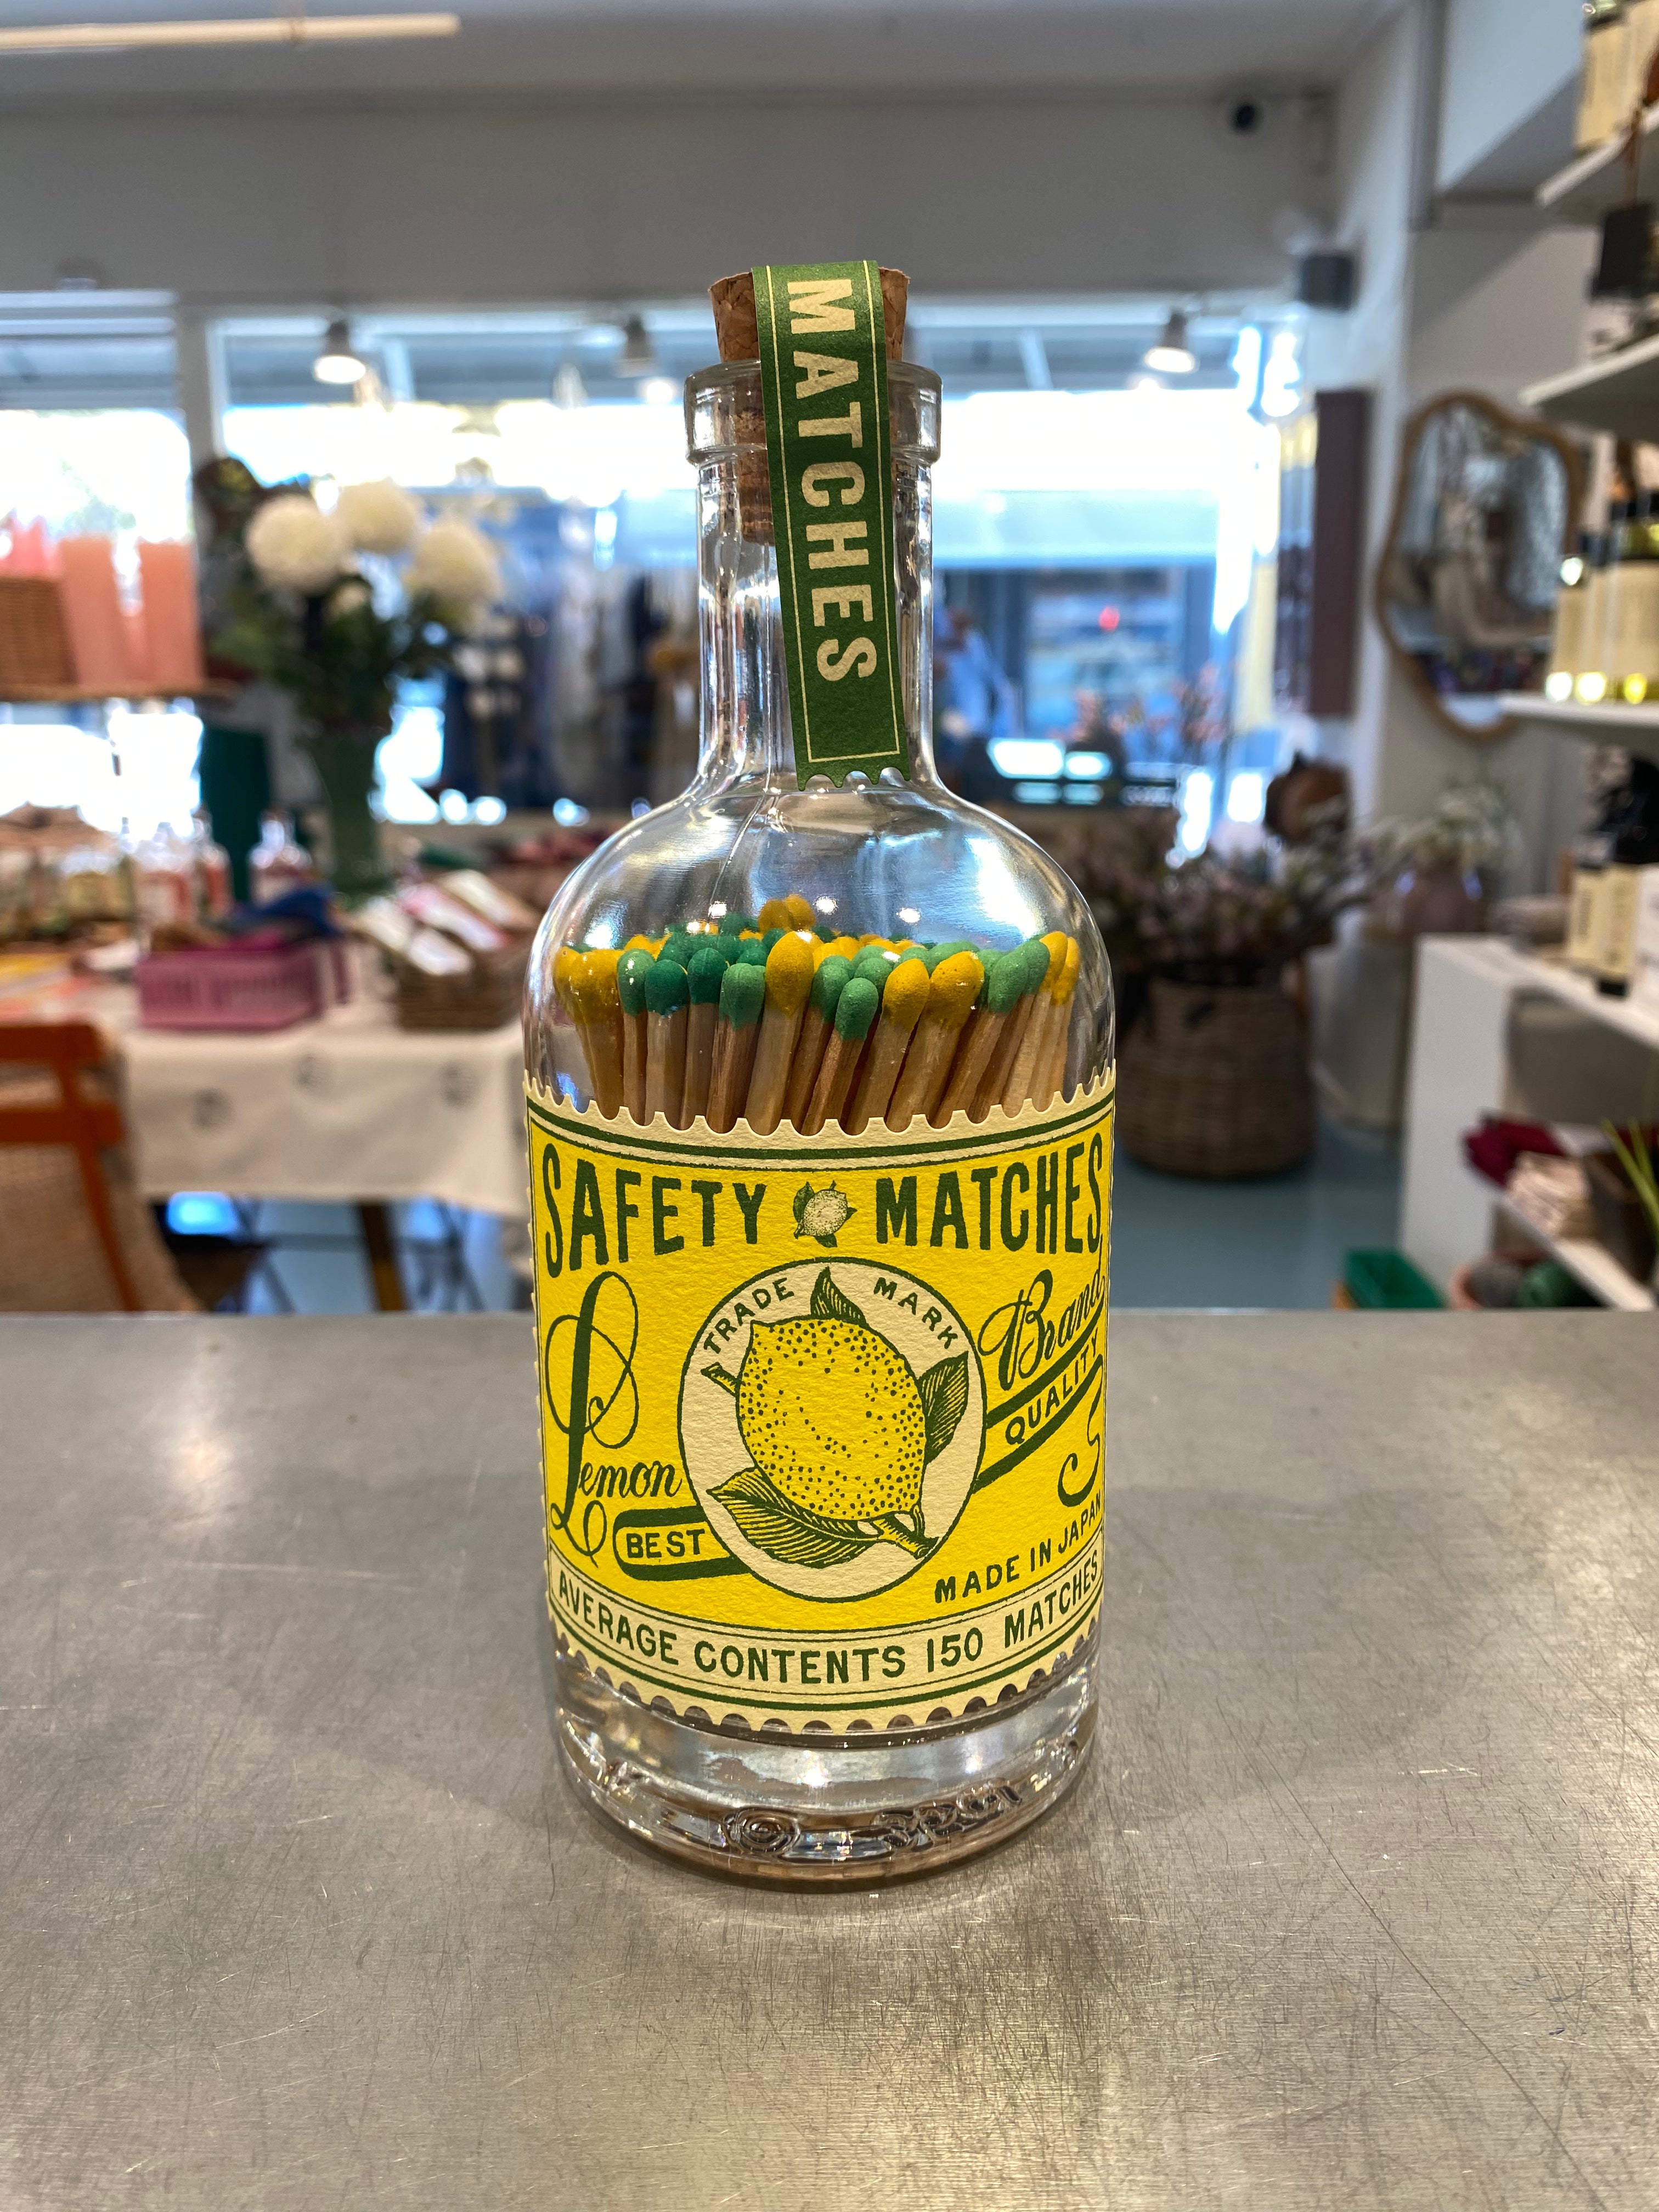 MATCHES
SAFETY MATCHES
TRADE MARK
Lemon Brand
BEST QUALITY
MADE IN JAPAN
AVERAGE CONTENTS 150 MATCHES